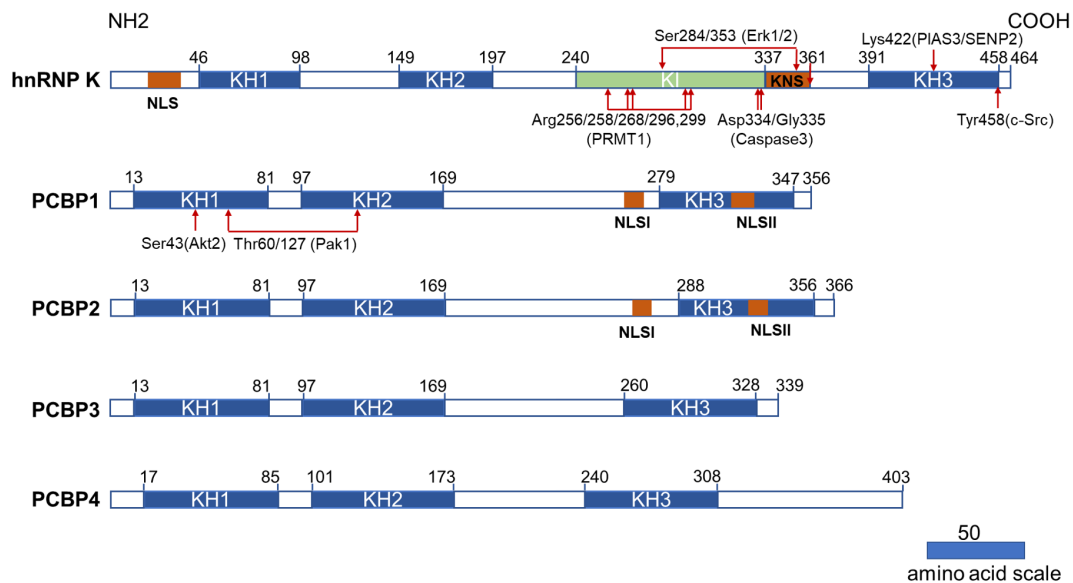 NH2 COOH
Ser284/353 (Erk1/2) Lys422(PIAS3/SENP2)
46 98 149 197 240 337 361 391 458 464
hnRNP K KH1 KH2 KI KNS KH3
NLS
Arg256/258/268/296,299 Asp334/Gly335 Tyr458(c-Src)
(PRMT1) (Caspase3)
13 81 97 169 279 347 356
PCBP1 KH1 KH2 KH3
NLSI NLSII
Ser43(Akt2) Thr60/127 (Pak1)
13 81 97 169 288 356 366
PCBP2 KH1 KH2 KH3
NLSI NLSII
13 81 97 169 260 328 339
PCBP3 KH1 KH2 KH3
17 85 101 173 240 308 403
PCBP4 KH1 KH2 KH3
50
amino acid scale